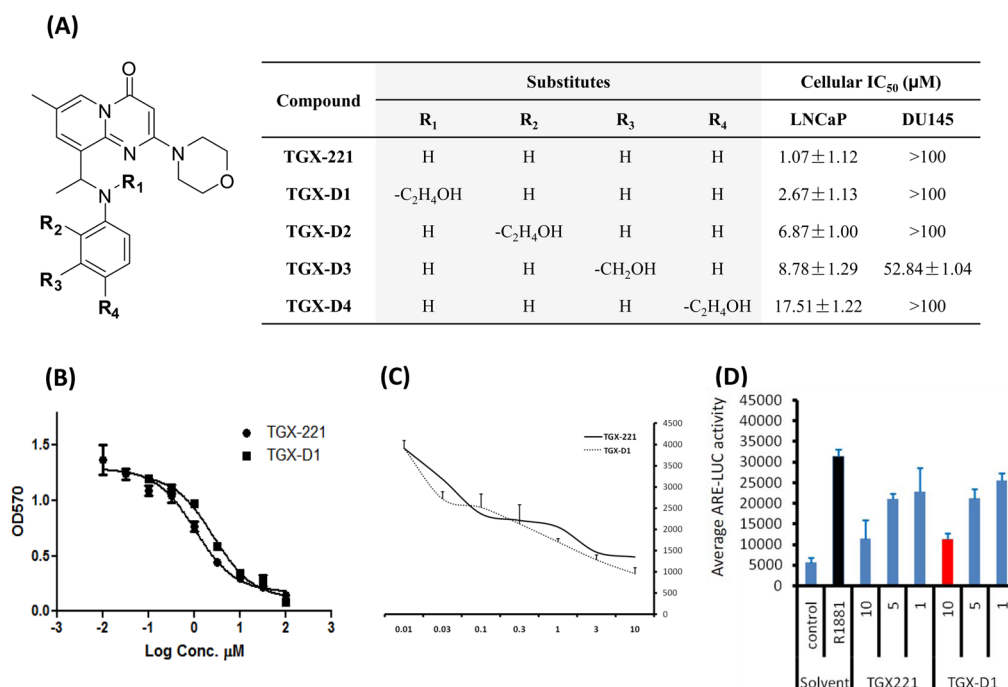 (A)
O
N
N
N
O
N
R1
R2
R3
R4
Compound Substitutes Cellular IC50 (μM)
R1 R2 R3 R4 LNCaP DU145
TGX-221 H H H H 1.07±1.12 >100
TGX-D1 -C2H4OH H H H 2.67±1.13 >100
TGX-D2 H -C2H4OH H H 6.87±1.00 >100
TGX-D3 H H -CH2OH H 8.78±1.29 52.84±1.04
TGX-D4 H H H -C2H4OH 17.51±1.22 >100
(B)
OD570
1.5
1.0
0.5
0.0
-3 -2 -1 0 1 2 3
Log Conc. μM
TGX-221
TGX-D1
(C)
TGX-221
TGX-D1
4500
4000
3500
3000
2500
2000
1500
1000
500
0
0.01 0.03 0.1 0.3 1 3 10
(D)
Average ARE-LUC activity
45000
40000
35000
30000
25000
20000
15000
10000
5000
0
control R1881 10 5 1 10 5 1
Solvent TGX221 TGX-D1